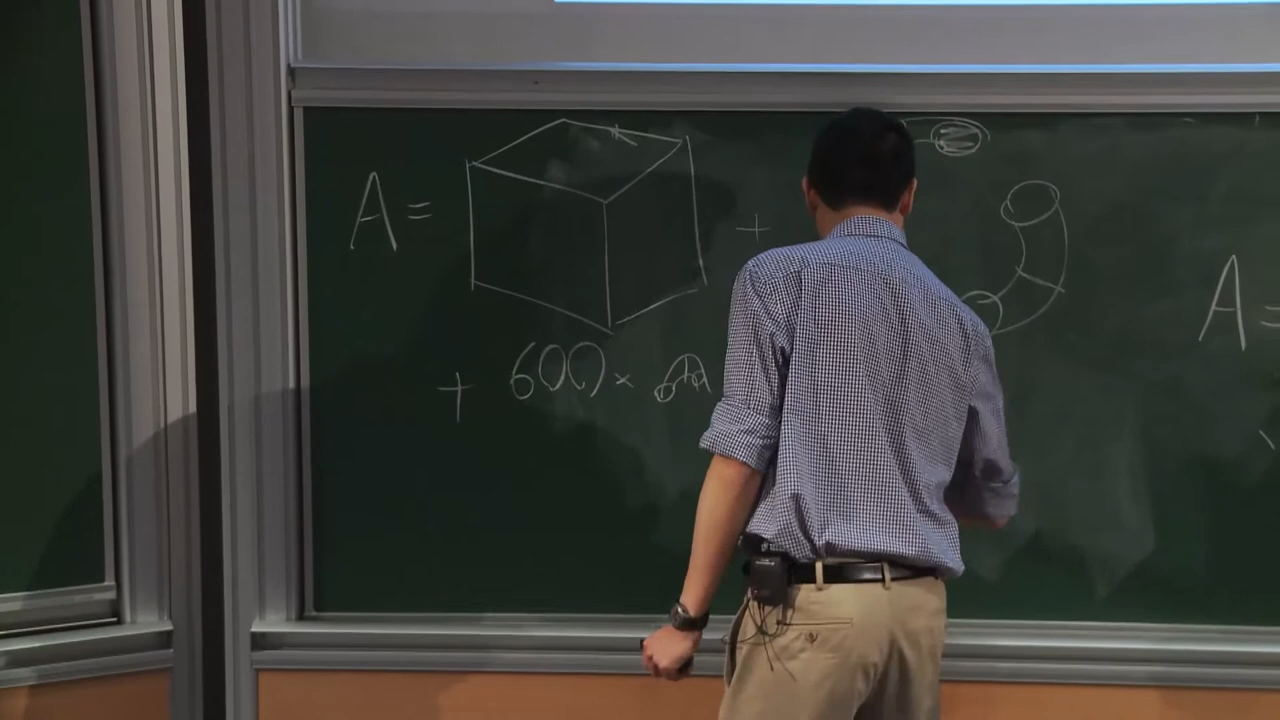 A =
+
+ 600 ×
A =